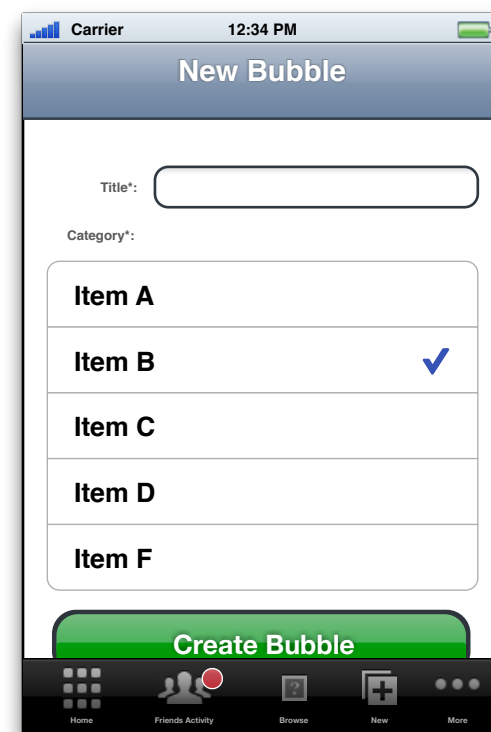 Carrier 12:34 PM
New Bubble
Title*:
Category*:
Item A
Item B
Item C
Item D
Item F
Create Bubble
?
Home Friends Activity Browse New More